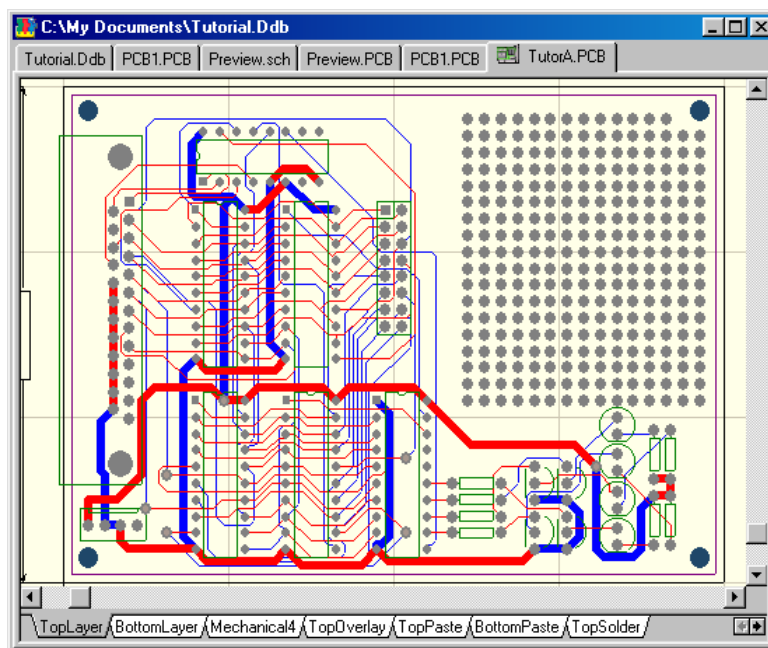 C:\My Documents\Tutorial.Ddb
Tutorial.Ddb PCB1.PCB Preview.sch Preview.PCB PCB1.PCB TutorA.PCB
TopLayer BottomLayer Mechanical4 TopOverlay TopPaste BottomPaste TopSolder